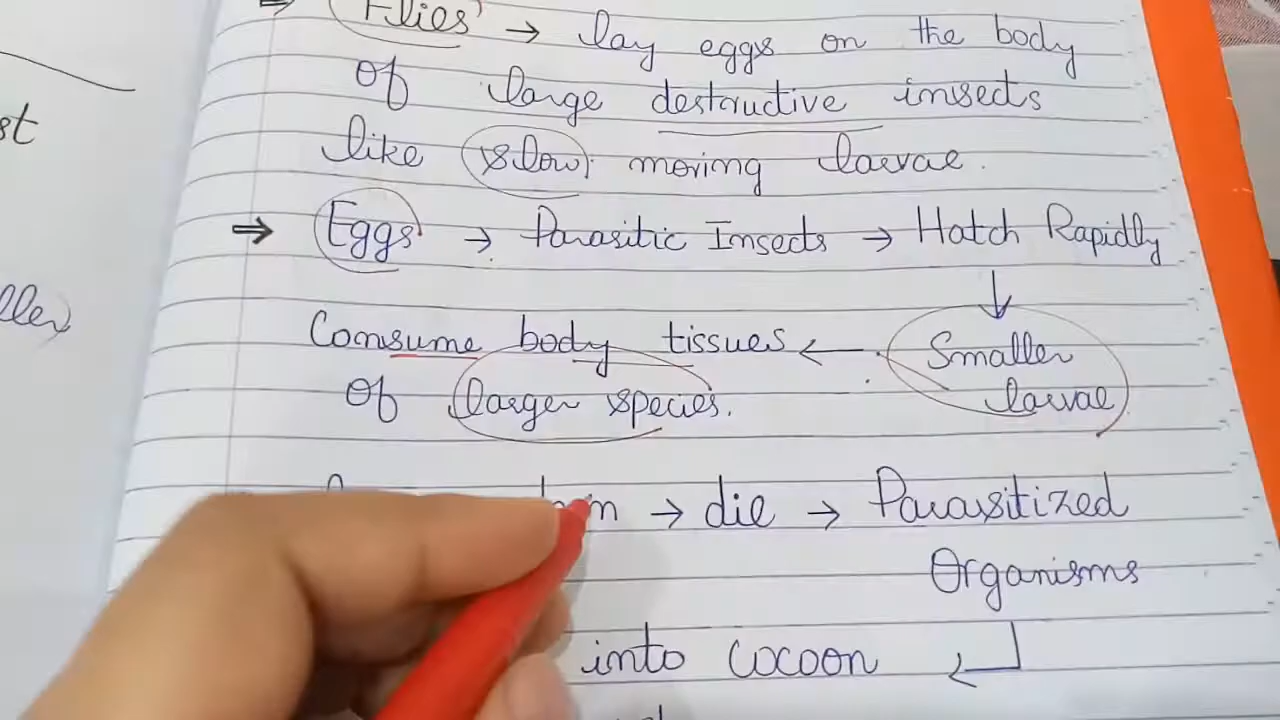 ⇒ Flies → lay eggs on the body
of large destructive insects
like slow moving larvae.
⇒ Eggs → Parasitic Insects → Hatch Rapidly
↓
Consume body tissues ← Smaller
of larger species. larvae
→ die → Parasitized
Organisms
into cocoon ↵
st